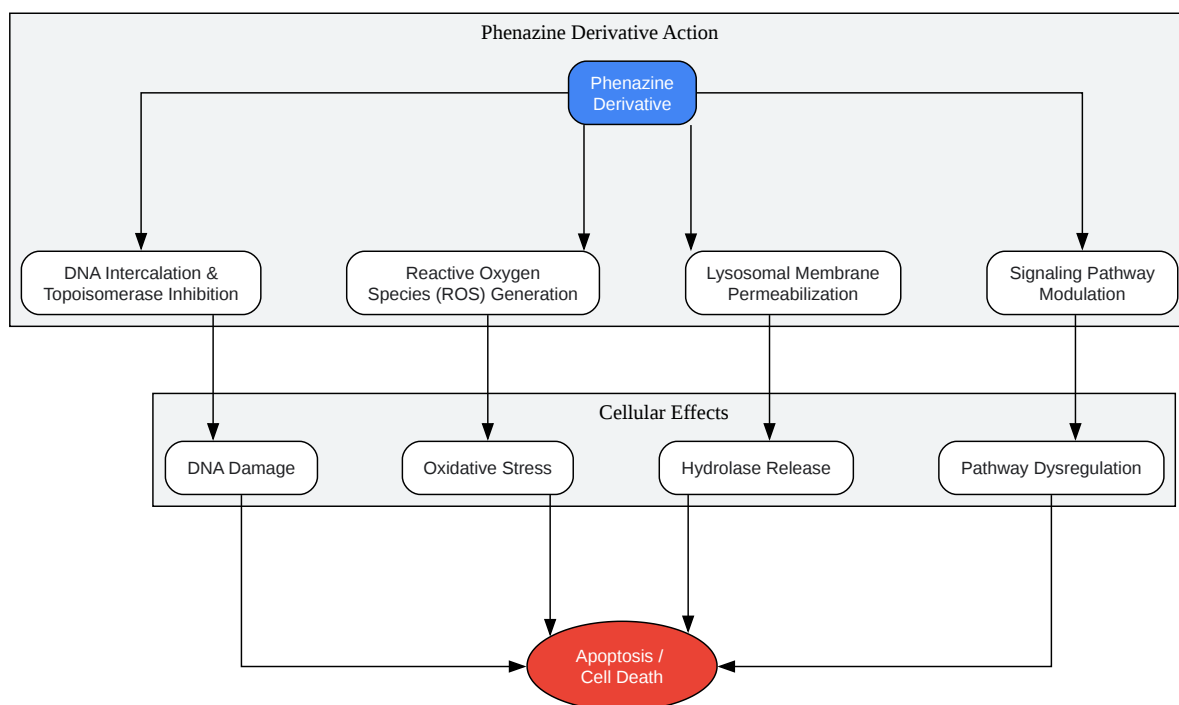 Phenazine Derivative Action
Phenazine
Derivative
DNA Intercalation &
Topoisomerase Inhibition
Reactive Oxygen
Species (ROS) Generation
Lysosomal Membrane
Permeabilization
Signaling Pathway
Modulation
Cellular Effects
DNA Damage
Oxidative Stress
Hydrolase Release
Pathway Dysregulation
Apoptosis /
Cell Death